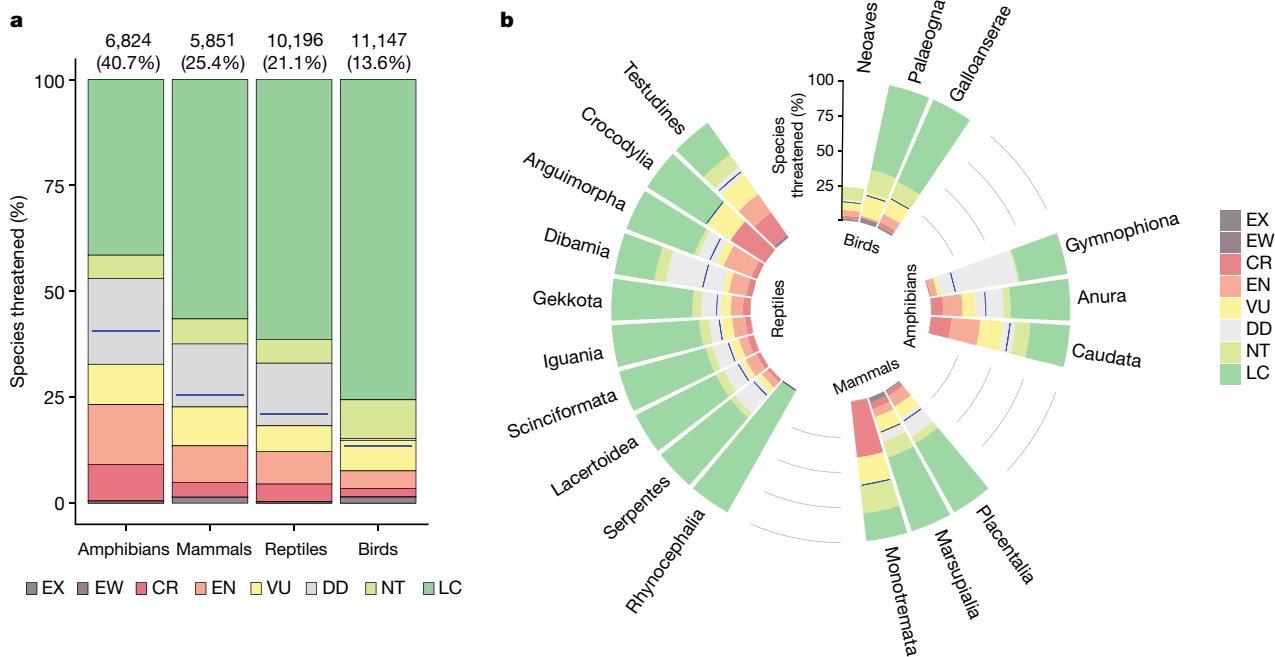 a
6,824 5,851 10,196 11,147
(40.7%) (25.4%) (21.1%) (13.6%)
Species threatened (%)
100
75
50
25
0
Amphibians Mammals Reptiles Birds
EX EW CR EN VU DD NT LC
b
Species
threatened (%)
100
75
50
25
Birds
Neoaves
Palaeogna
Galloanserae
Amphibians
Gymnophiona
Anura
Caudata
Mammals
Placentalia
Marsupialia
Monotremata
Reptiles
Testudines
Crocodylia
Anguimorpha
Dibamia
Gekkota
Iguania
Scinciformata
Lacertoidea
Serpentes
Rhynocephalia
EX
EW
CR
EN
VU
DD
NT
LC